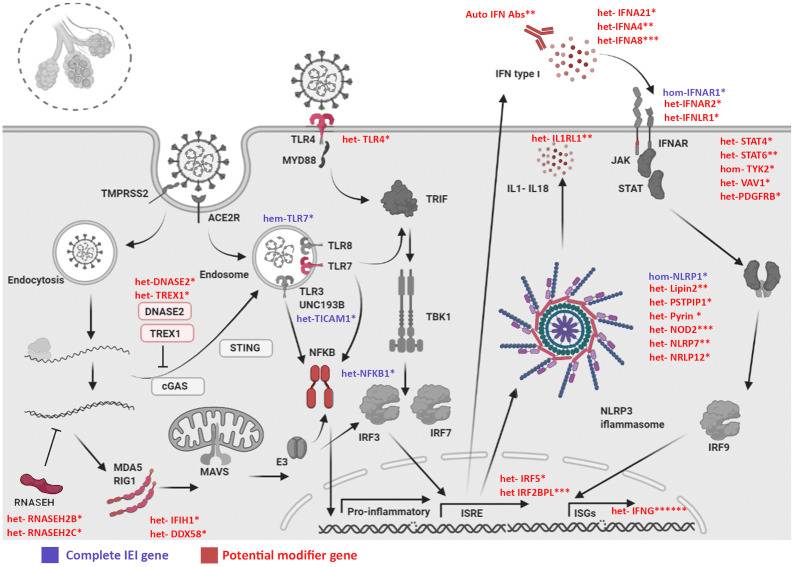 Auto IFN Abs**
het- IFNA21*
het-IFNA4**
het-IFNA8***
IFN type I
hom-IFNAR1*
het-IFNAR2*
het-IFNLR1*
TLR4
het- TLR4*
MYD88
het- IL1RL1**
IL1- IL18
IFNAR
JAK
STAT
het- STAT4*
het- STAT6**
hom- TYK2*
het- VAV1*
het-PDGFRB*
TMPRSS2
ACE2R
TRIF
hem-TLR7*
TLR8
TLR7
TLR3
UNC193B
het-TICAM1*
Endocytosis
Endosome
het-DNASE2*
het- TREX1*
DNASE2
TREX1
cGAS
STING
TBK1
hom-NLRP1*
het- Lipin2**
het- PSTPIP1*
het- Pyrin *
het- NOD2***
het- NLRP7**
het- NRLP12*
NFKB
het-NFKB1*
IRF3
IRF7
NLRP3
iflammasome
IRF9
MAVS
E3
MDA5
RIG1
RNASEH
het- RNASEH2B*
het- RNASEH2C*
het- IFIH1*
het- DDX58*
het- IRF5*
het IRF2BPL***
Pro-inflammatory
ISRE
ISGs
het- IFNG******
Complete IEI gene
Potential modifier gene